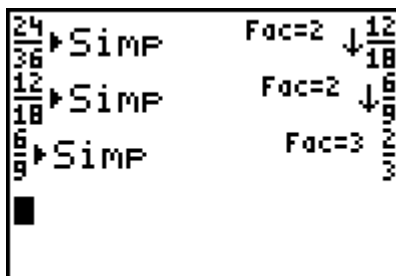 24/36▶Simp Fac=2 ↓12/18
12/18▶Simp Fac=2 ↓6/9
6/9▶Simp Fac=3 2/3